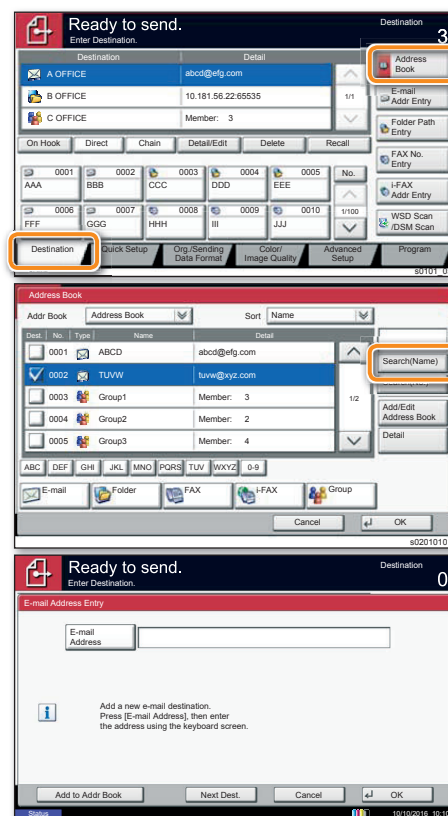 Ready to send.
Destination
3
Enter Destination.
Destination Detail
A OFFICE abcd@efg.com
B OFFICE 10.181.56.22:65535 1/1
C OFFICE Member: 3
Address Book
E-mail Addr Entry
Folder Path Entry
FAX No. Entry
i-FAX Addr Entry
WSD Scan /DSM Scan
On Hook Direct Chain Detail/Edit Delete Recall
0001 0002 0003 0004 0005 No.
AAA BBB CCC DDD EEE
0006 0007 0008 0009 0010 1/100
FFF GGG HHH III JJJ
Destination Quick Setup Org./Sending Data Format Color/ Image Quality Advanced Setup Program
s0101_0
Address Book
Addr Book Address Book Sort Name
Dest. No. Type Name Detail
0001 ABCD abcd@efg.com
0002 TUVW tuvw@xyz.com
0003 Group1 Member: 3 1/2
0004 Group2 Member: 2
0005 Group3 Member: 4
Search(Name)
Add/Edit Address Book
Detail
ABC DEF GHI JKL MNO PQRS TUV WXYZ 0-9
E-mail Folder FAX i-FAX Group
Cancel OK
s0201010
Ready to send.
Destination
0
Enter Destination.
E-mail Address Entry
E-mail
Address
Add a new e-mail destination.
Press [E-mail Address], then enter
the address using the keyboard screen.
Add to Addr Book Next Dest. Cancel OK
Status 10/10/2016 10:10